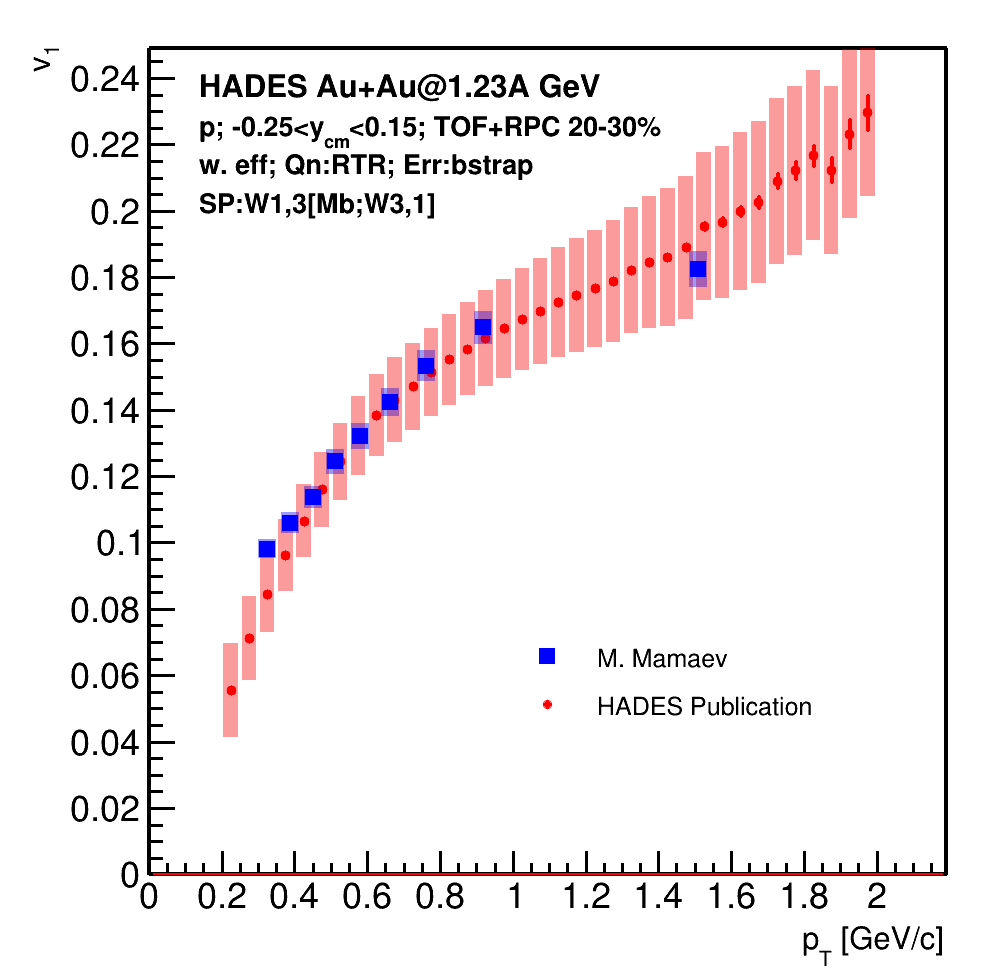 v1
HADES Au+Au@1.23A GeV
p; -0.25<ycm<0.15; TOF+RPC 20-30%
w. eff; Qn:RTR; Err:bstrap
SP:W1,3[Mb;W3,1]
0.24
0.22
0.2
0.18
0.16
0.14
0.12
0.1
0.08
0.06
0.04
0.02
0
M. Mamaev
HADES Publication
0 0.2 0.4 0.6 0.8 1 1.2 1.4 1.6 1.8 2
pT [GeV/c]